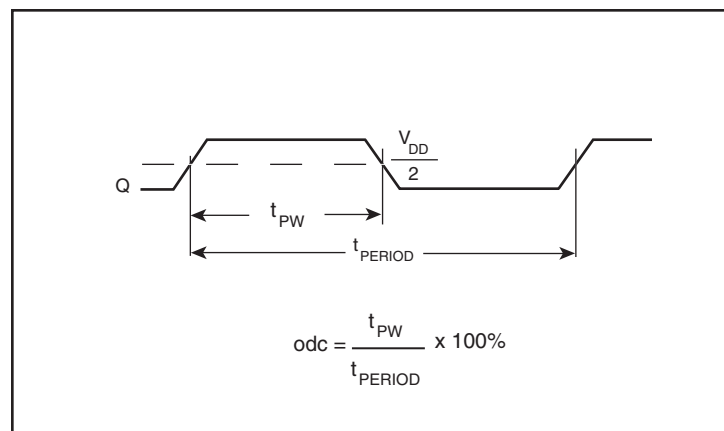 V_DD
2
Q
t_PW
t_PERIOD
odc = t_PW / t_PERIOD x 100%